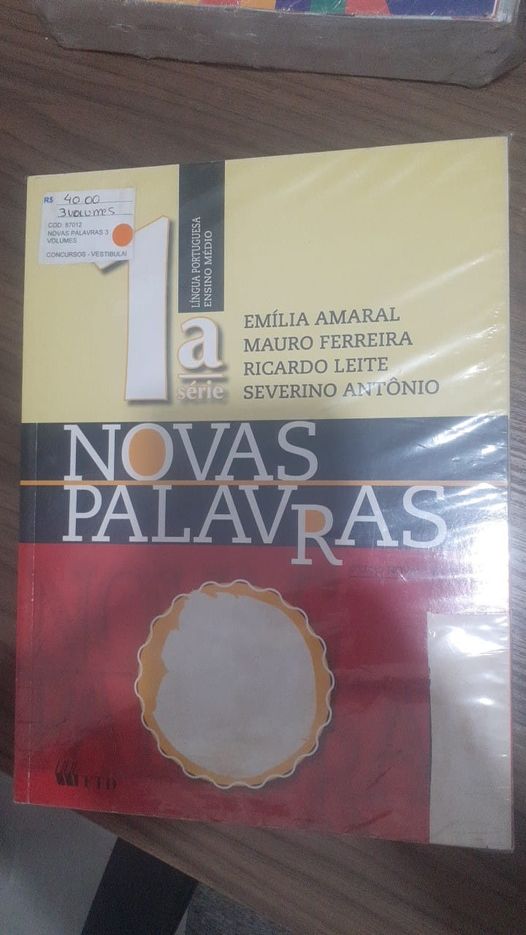 R$ 40.00
3 VOLUMES
COD: 87012
NOVAS PALAVRAS 3
VOLUMES
CONCURSOS - VESTIBULAI
1a
série
LÍNGUA PORTUGUESA
ENSINO MÉDIO
EMÍLIA AMARAL
MAURO FERREIRA
RICARDO LEITE
SEVERINO ANTÔNIO
NOVAS
PALAVRAS
FTD